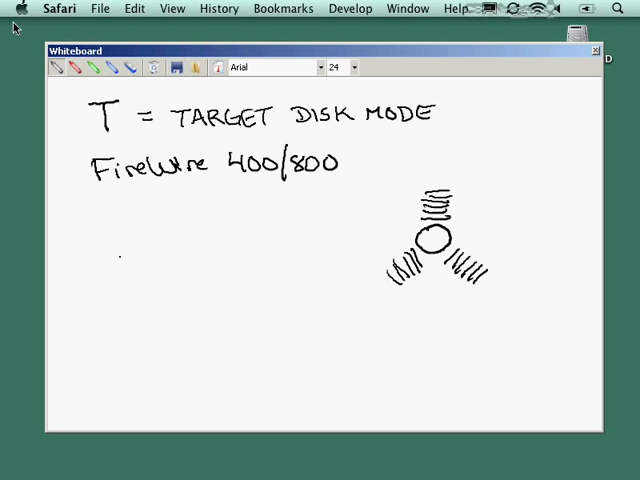 Safari File Edit View History Bookmarks Develop Window Help
Whiteboard
Arial 24
D
T = TARGET DISK MODE
FireWire 400/800